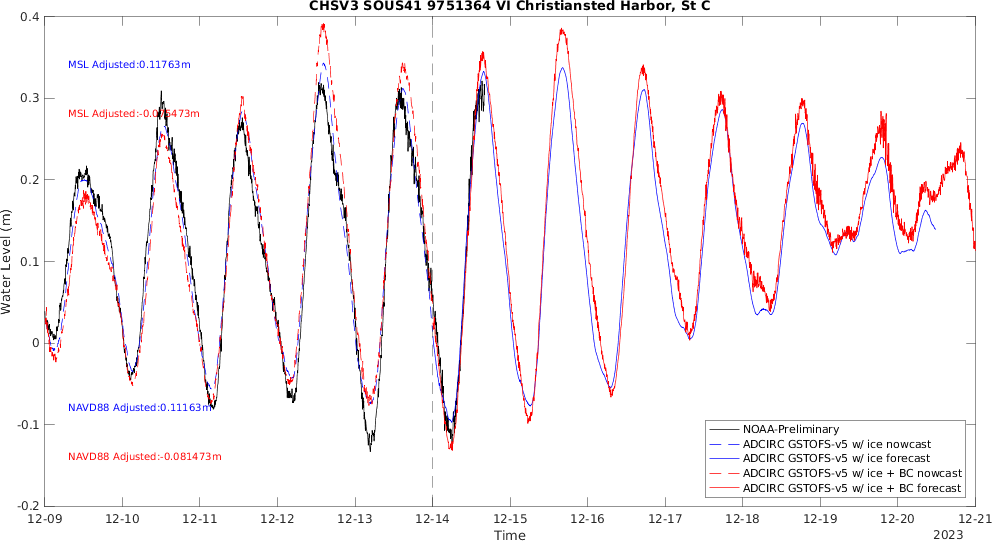 CHSV3 SOUS41 9751364 VI Christiansted Harbor, St C
0.4
0.3
0.2
0.1
0
-0.1
-0.2
Water Level (m)
MSL Adjusted:0.11763m
NAVD88 Adjusted:0.11163m
NAVD88 Adjusted:-0.081473m
NOAA-Preliminary
ADCIRC GSTOFS-v5 w/ ice nowcast
ADCIRC GSTOFS-v5 w/ ice forecast
ADCIRC GSTOFS-v5 w/ ice + BC nowcast
ADCIRC GSTOFS-v5 w/ ice + BC forecast
12-09 12-10 12-11 12-12 12-13 12-14 12-15 12-16 12-17 12-18 12-19 12-20 12-21
Time
2023